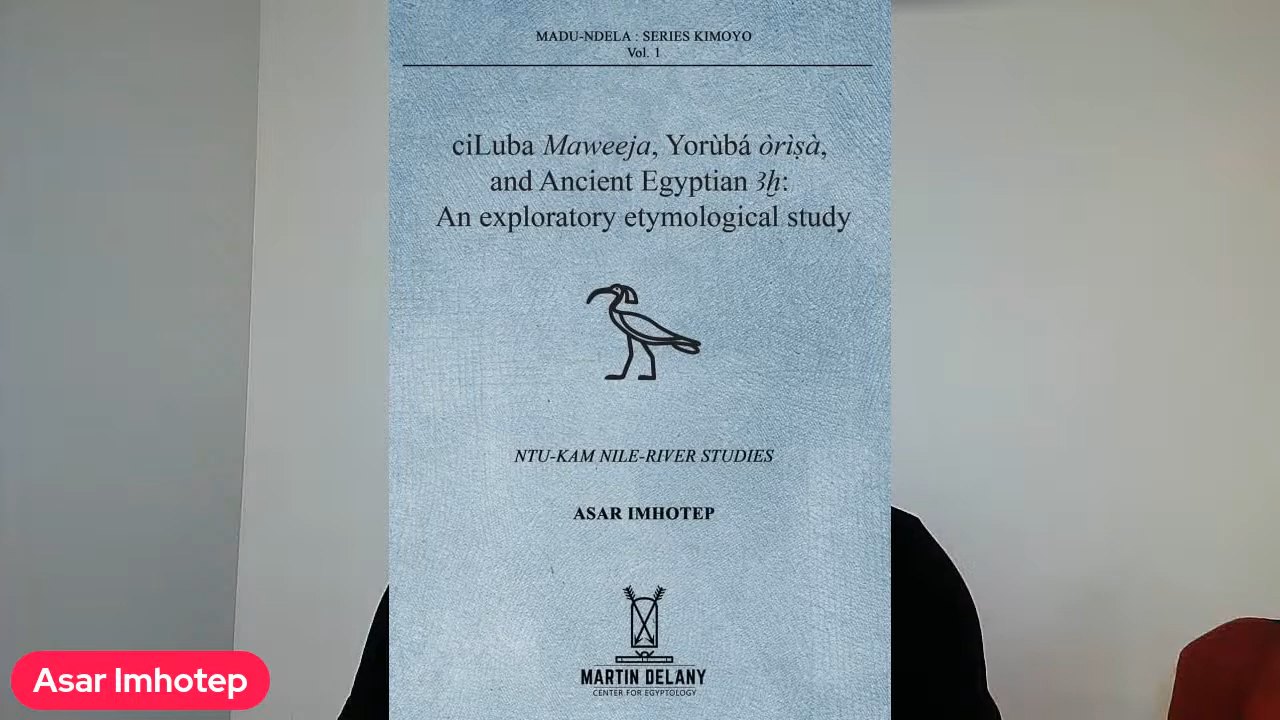 MADU-NDELA : SERIES KIMOYO
Vol. 1
ciLuba Maweeja, Yorùbá òrìṣà,
and Ancient Egyptian ꜣḫ:
An exploratory etymological study
NTU-KAM NILE-RIVER STUDIES
ASAR IMHOTEP
MARTIN DELANY
CENTER FOR EGYPTOLOGY
Asar Imhotep